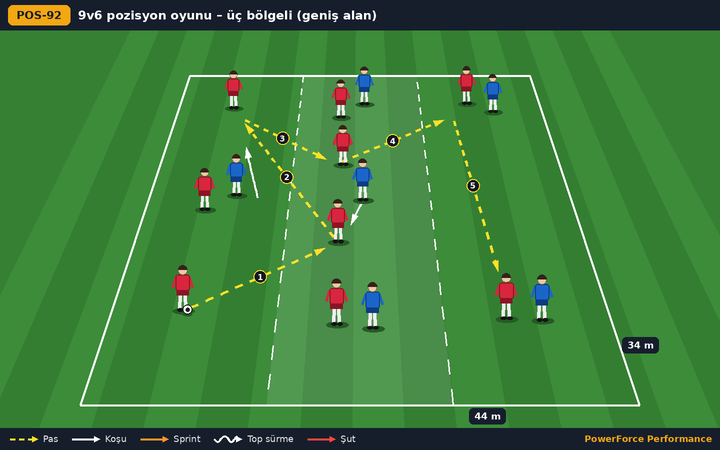 POS-92 9v6 pozisyon oyunu – üç bölgeli (geniş alan)
3
4
2
5
1
34 m
44 m
Pas Koşu Sprint Top sürme Şut PowerForce Performance